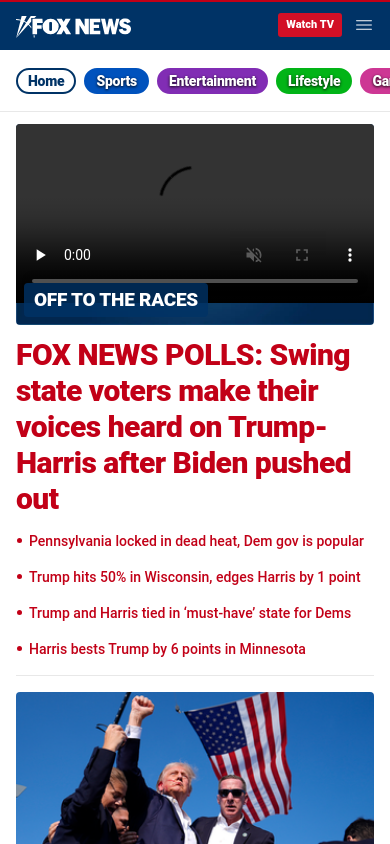 FOX NEWS
Watch TV
Home
Sports
Entertainment
Lifestyle
Ga
0:00
OFF TO THE RACES
FOX NEWS POLLS: Swing
state voters make their
voices heard on Trump-
Harris after Biden pushed
out
• Pennsylvania locked in dead heat, Dem gov is popular
• Trump hits 50% in Wisconsin, edges Harris by 1 point
• Trump and Harris tied in ‘must-have’ state for Dems
• Harris bests Trump by 6 points in Minnesota